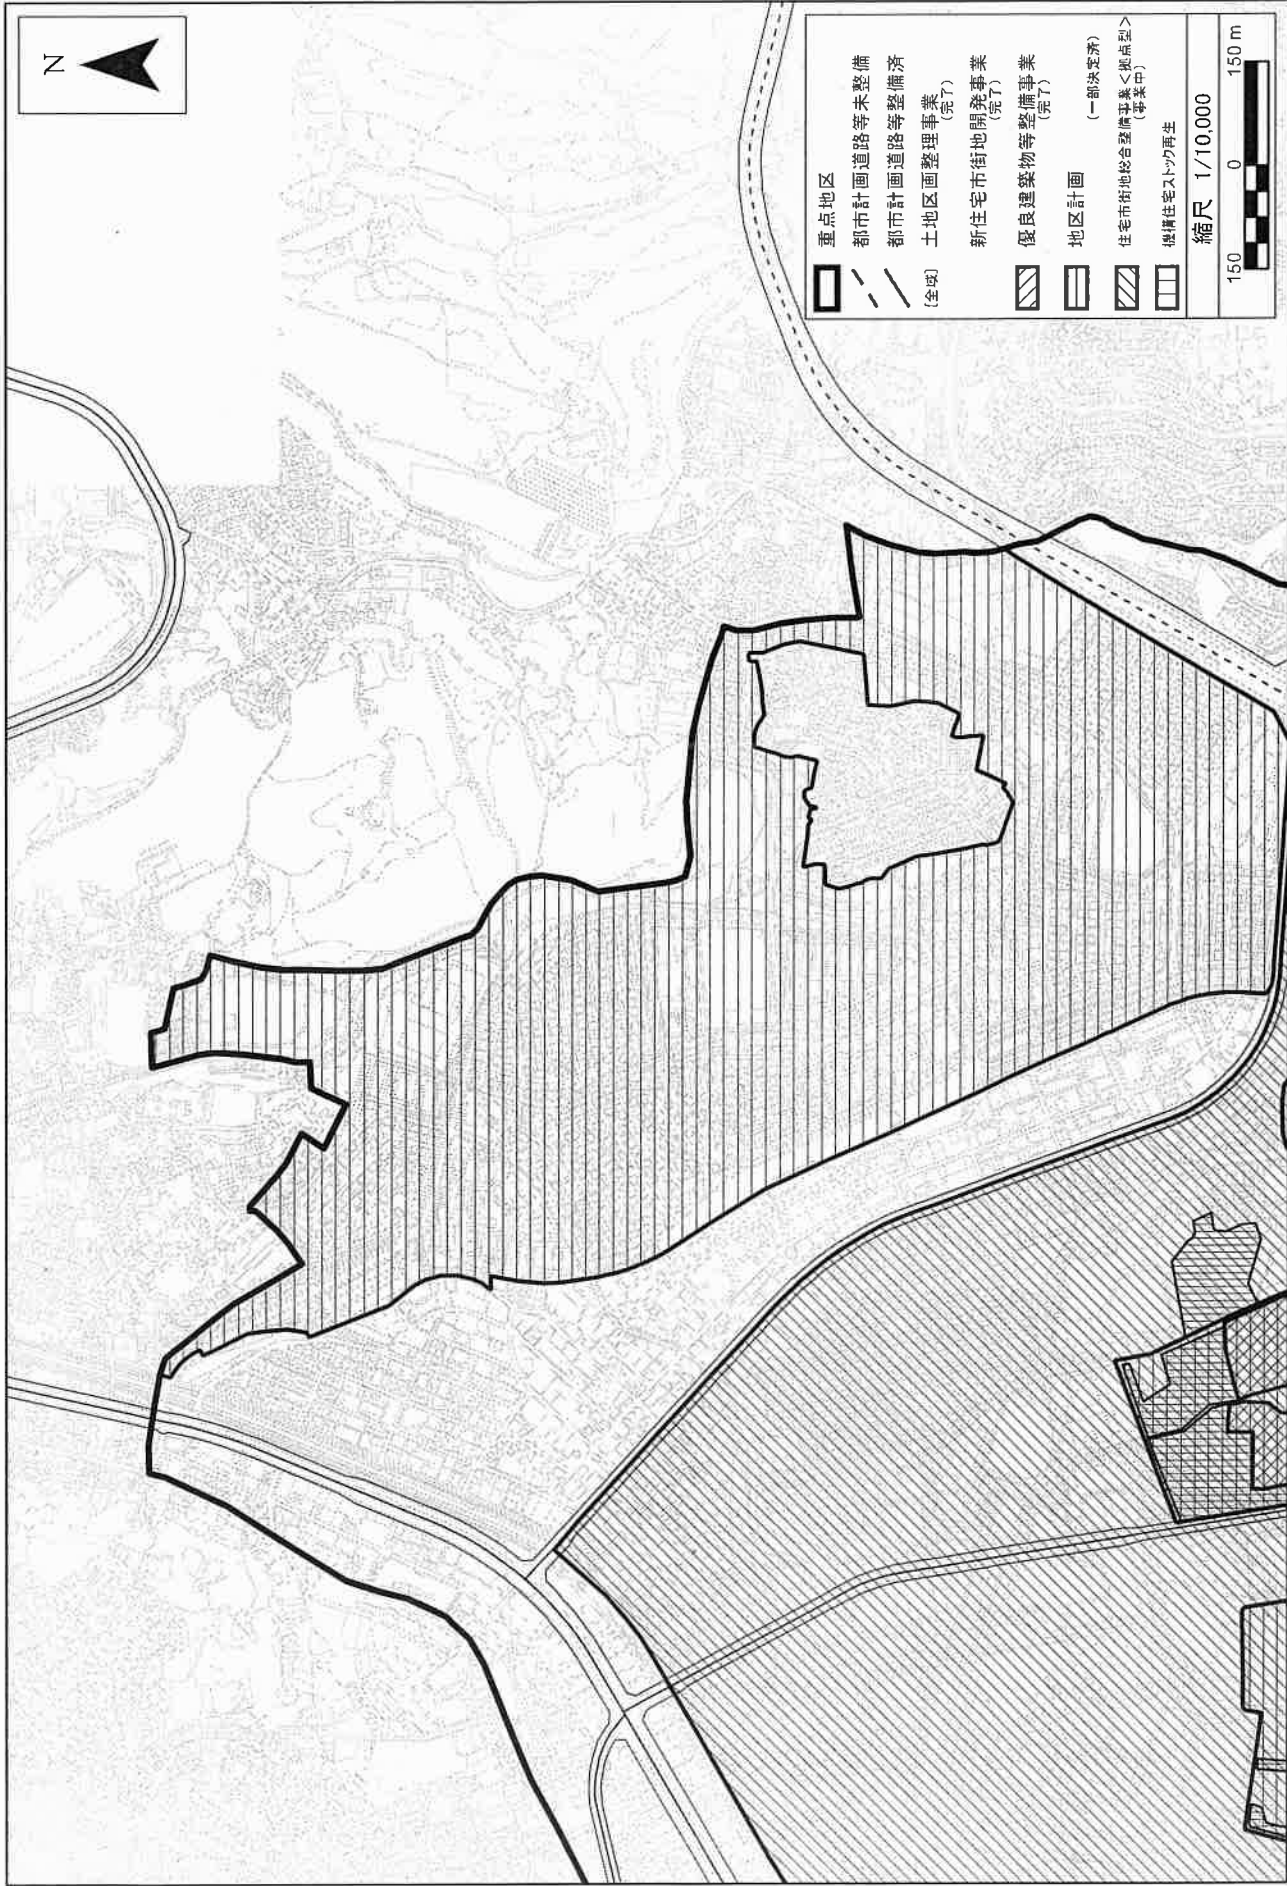 N
重点地区
都市計画道路等未整備
都市計画道路等整備済
[全域] 土地区画整理事業
(完了)
新住宅市街地開発事業
(完了)
優良建築物等整備事業
(完了)
地区計画
(一部決定済)
住宅市街地総合整備事業<拠点型>
(事業中)
機構住宅ストック再生
縮尺 1/10,000
150 0 150 m